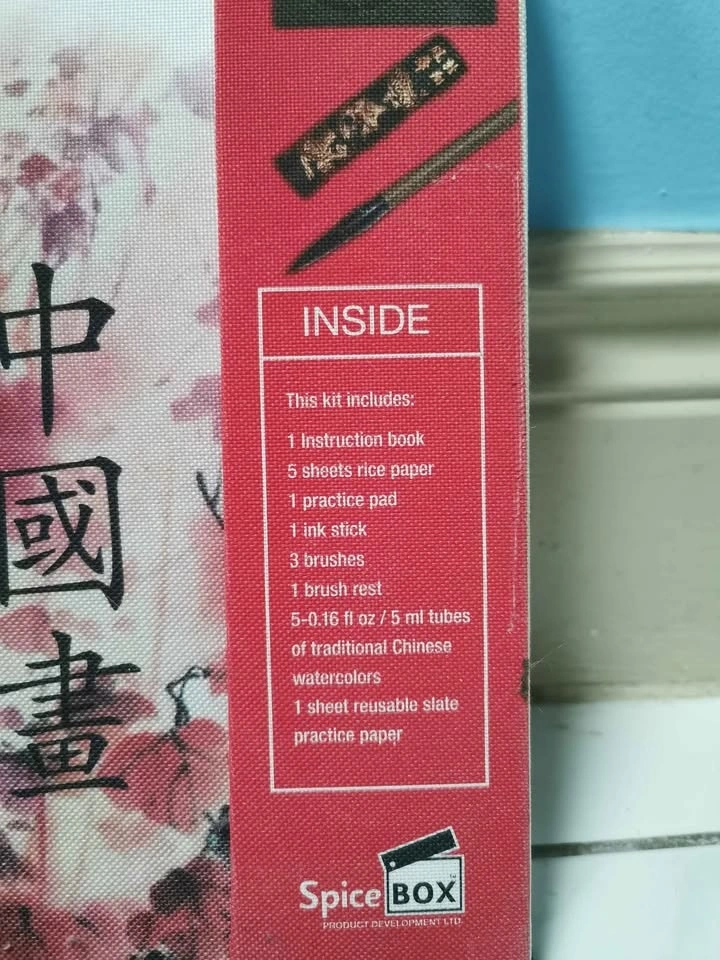 中
國
畫
INSIDE
This kit includes:
1 Instruction book
5 sheets rice paper
1 practice pad
1 ink stick
3 brushes
1 brush rest
5-0.16 fl oz / 5 ml tubes
of traditional Chinese
watercolors
1 sheet reusable slate
practice paper
Spice BOX
PRODUCT DEVELOPMENT LTD.